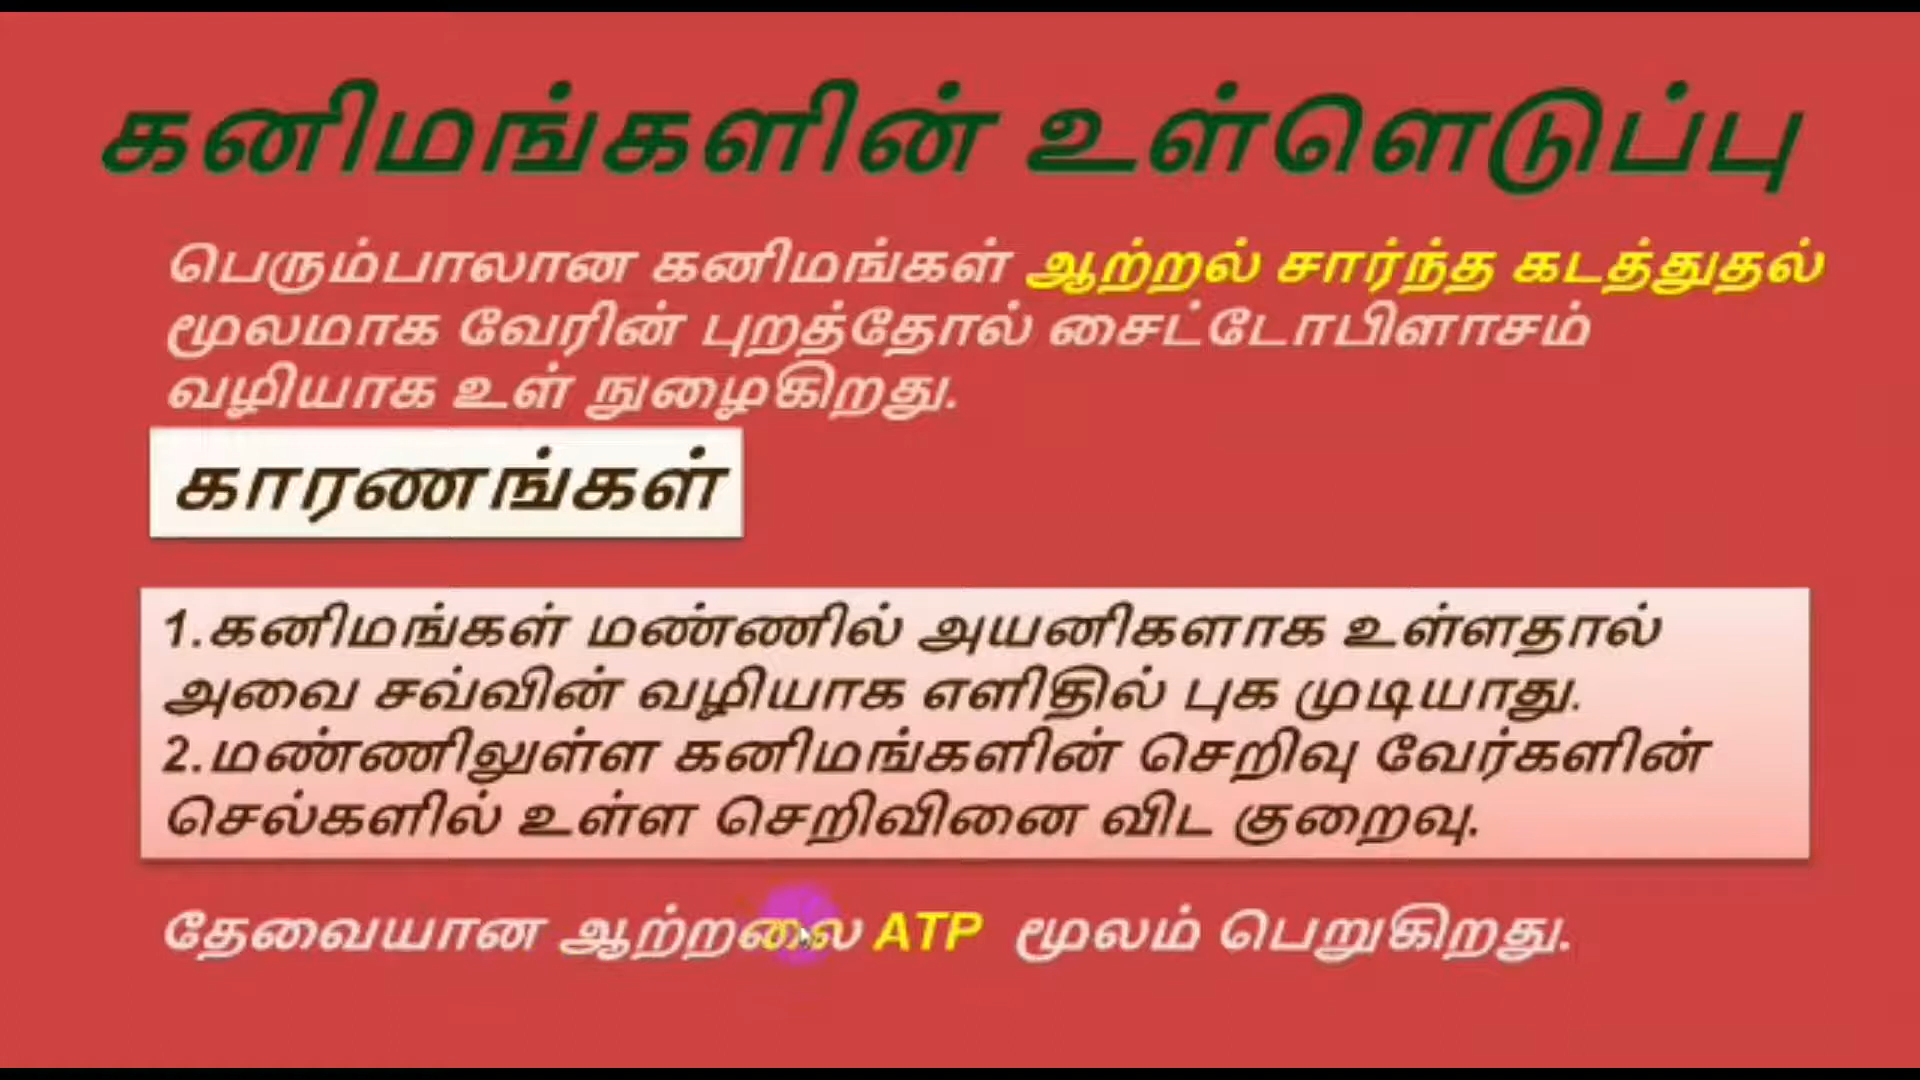 கனிமங்களின் உள்ளெடுப்பு
பெரும்பாலான கனிமங்கள் ஆற்றல் சார்ந்த கடத்துதல்
மூலமாக வேரின் புறத்தோல் சைட்டோபிளாசம்
வழியாக உள் நுழைகிறது.
காரணங்கள்
1.கனிமங்கள் மண்ணில் அயனிகளாக உள்ளதால்
அவை சவ்வின் வழியாக எளிதில் புக முடியாது.
2.மண்ணிலுள்ள கனிமங்களின் செறிவு வேர்களின்
செல்களில் உள்ள செறிவினை விட குறைவு.
தேவையான ஆற்றலை ATP மூலம் பெறுகிறது.